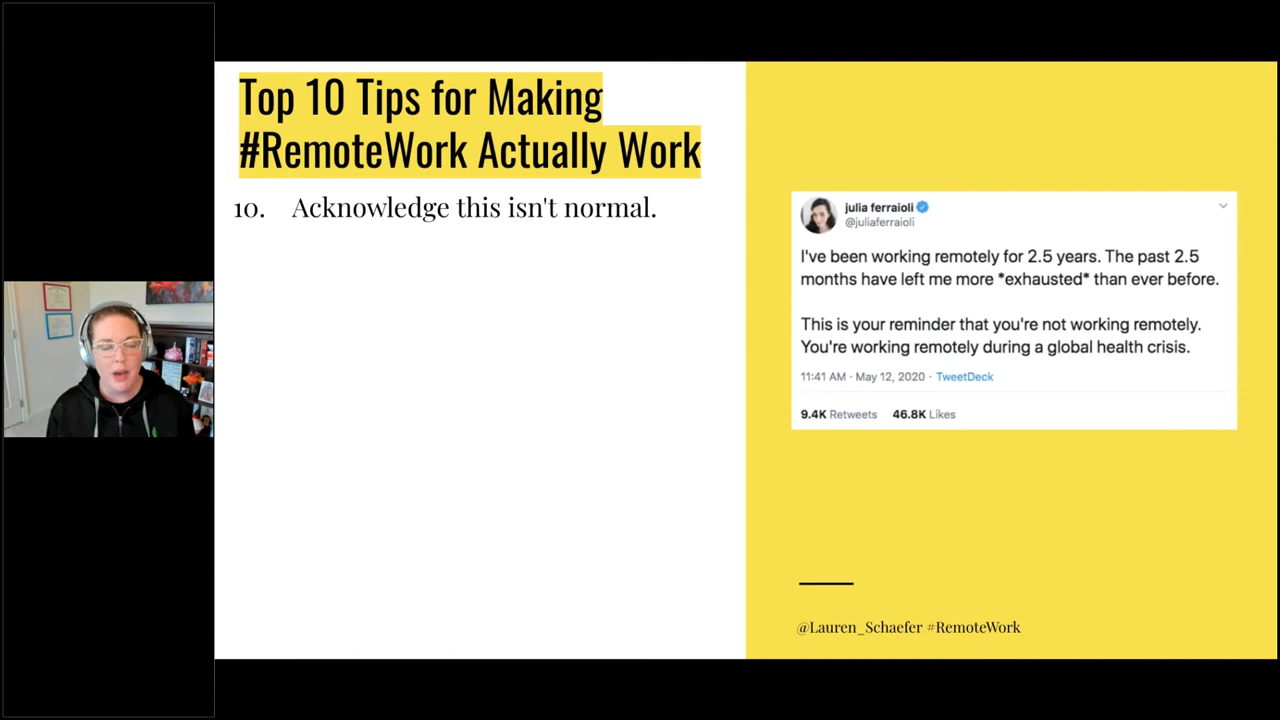 Top 10 Tips for Making
#RemoteWork Actually Work
10. Acknowledge this isn't normal.
julia ferraioli
@juliaferraioli
I've been working remotely for 2.5 years. The past 2.5
months have left me more *exhausted* than ever before.
This is your reminder that you're not working remotely.
You're working remotely during a global health crisis.
11:41 AM · May 12, 2020 · TweetDeck
9.4K Retweets 46.8K Likes
@Lauren_Schaefer #RemoteWork